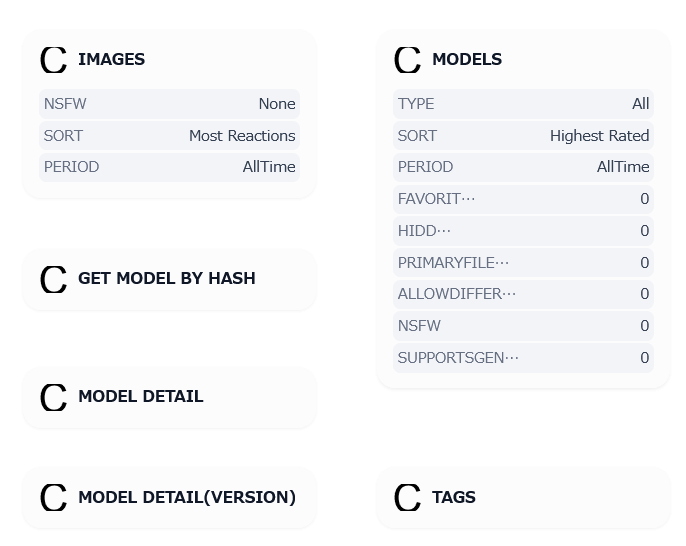 C IMAGES
NSFW None
SORT Most Reactions
PERIOD AllTime
C GET MODEL BY HASH
C MODEL DETAIL
C MODEL DETAIL(VERSION)
C MODELS
TYPE All
SORT Highest Rated
PERIOD AllTime
FAVORIT··· 0
HIDD··· 0
PRIMARYFILE··· 0
ALLOWDIFFER··· 0
NSFW 0
SUPPORTSGEN··· 0
C TAGS